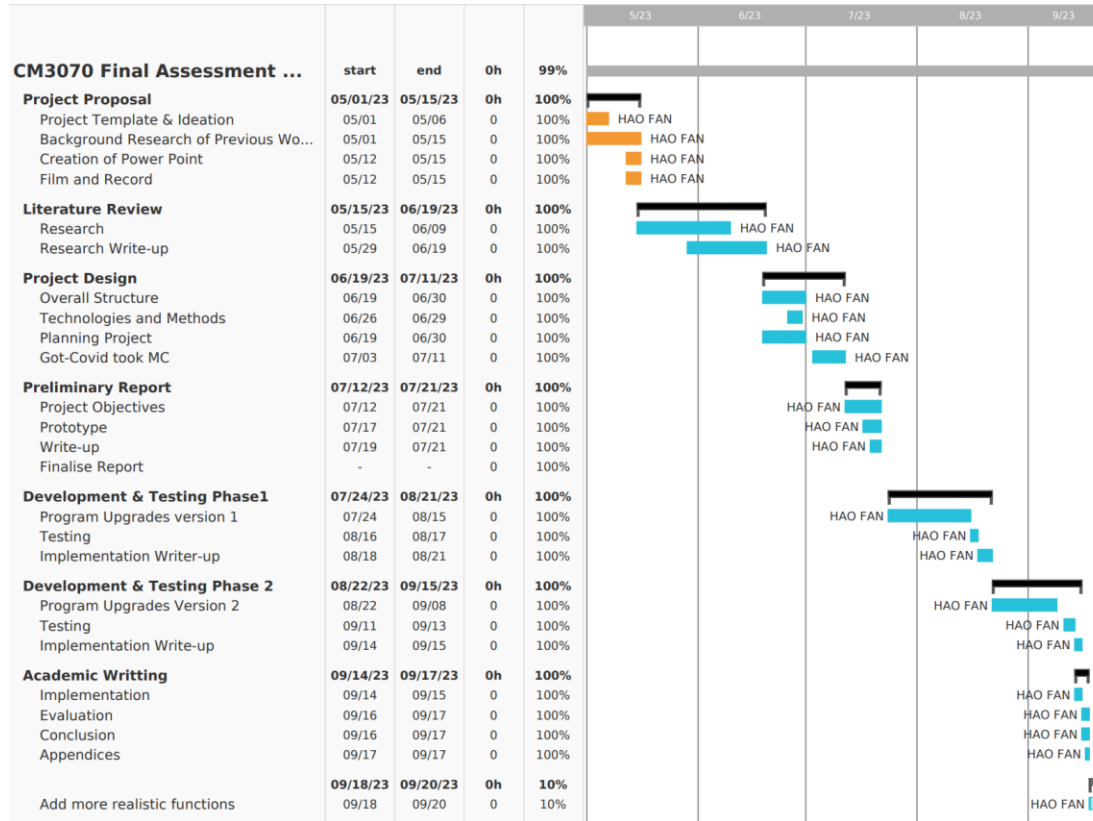 5/23 6/23 7/23 8/23 9/23
CM3070 Final Assessment ... start end 0h 99%
Project Proposal 05/01/23 05/15/23 0h 100%
Project Template & Ideation 05/01 05/06 0 100% HAO FAN
Background Research of Previous Wo... 05/01 05/15 0 100% HAO FAN
Creation of Power Point 05/12 05/15 0 100% HAO FAN
Film and Record 05/12 05/15 0 100% HAO FAN
Literature Review 05/15/23 06/19/23 0h 100%
Research 05/15 06/09 0 100% HAO FAN
Research Write-up 05/29 06/19 0 100% HAO FAN
Project Design 06/19/23 07/11/23 0h 100%
Overall Structure 06/19 06/30 0 100% HAO FAN
Technologies and Methods 06/26 06/29 0 100% HAO FAN
Planning Project 06/19 06/30 0 100% HAO FAN
Got-Covid took MC 07/03 07/11 0 100% HAO FAN
Preliminary Report 07/12/23 07/21/23 0h 100%
Project Objectives 07/12 07/21 0 100% HAO FAN
Prototype 07/17 07/21 0 100% HAO FAN
Write-up 07/19 07/21 0 100% HAO FAN
Finalise Report - - 0 100%
Development & Testing Phase1 07/24/23 08/21/23 0h 100%
Program Upgrades version 1 07/24 08/15 0 100% HAO FAN
Testing 08/16 08/17 0 100% HAO FAN
Implementation Writer-up 08/18 08/21 0 100% HAO FAN
Development & Testing Phase 2 08/22/23 09/15/23 0h 100%
Program Upgrades Version 2 08/22 09/08 0 100% HAO FAN
Testing 09/11 09/13 0 100% HAO FAN
Implementation Write-up 09/14 09/15 0 100% HAO FAN
Academic Writting 09/14/23 09/17/23 0h 100%
Implementation 09/14 09/15 0 100% HAO FAN
Evaluation 09/16 09/17 0 100% HAO FAN
Conclusion 09/16 09/17 0 100% HAO FAN
Appendices 09/17 09/17 0 100% HAO FAN
09/18/23 09/20/23 0h 10%
Add more realistic functions 09/18 09/20 0 10% HAO FAN